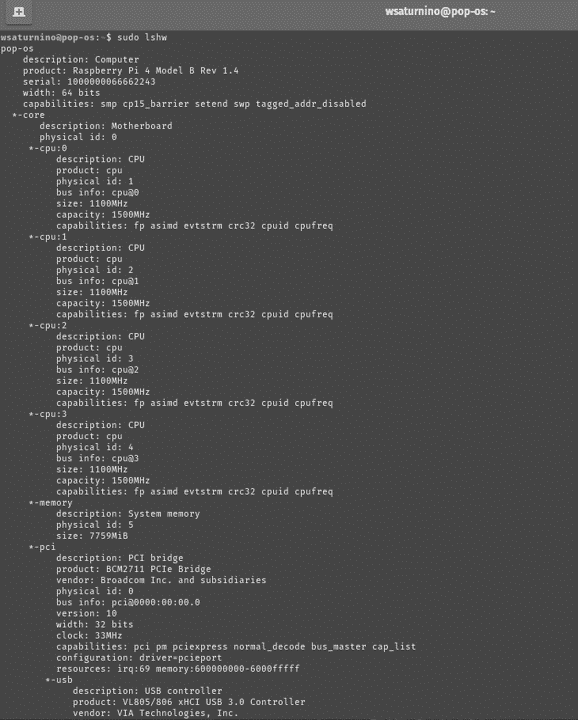 wsaturnino@pop-os: ~
wsaturnino@pop-os:~$ sudo lshw
pop-os
    description: Computer
    product: Raspberry Pi 4 Model B Rev 1.4
    serial: 1000000066662243
    width: 64 bits
    capabilities: smp cp15_barrier setend swp tagged_addr_disabled
  *-core
       description: Motherboard
       physical id: 0
     *-cpu:0
          description: CPU
          product: cpu
          physical id: 1
          bus info: cpu@0
          size: 1100MHz
          capacity: 1500MHz
          capabilities: fp asimd evtstrm crc32 cpuid cpufreq
     *-cpu:1
          description: CPU
          product: cpu
          physical id: 2
          bus info: cpu@1
          size: 1100MHz
          capacity: 1500MHz
          capabilities: fp asimd evtstrm crc32 cpuid cpufreq
     *-cpu:2
          description: CPU
          product: cpu
          physical id: 3
          bus info: cpu@2
          size: 1100MHz
          capacity: 1500MHz
          capabilities: fp asimd evtstrm crc32 cpuid cpufreq
     *-cpu:3
          description: CPU
          product: cpu
          physical id: 4
          bus info: cpu@3
          size: 1100MHz
          capacity: 1500MHz
          capabilities: fp asimd evtstrm crc32 cpuid cpufreq
     *-memory
          description: System memory
          physical id: 5
          size: 7759MiB
     *-pci
          description: PCI bridge
          product: BCM2711 PCIe Bridge
          vendor: Broadcom Inc. and subsidiaries
          physical id: 0
          bus info: pci@0000:00:00.0
          version: 10
          width: 32 bits
          clock: 33MHz
          capabilities: pci pm pciexpress normal_decode bus_master cap_list
          configuration: driver=pcieport
          resources: irq:69 memory:600000000-6000fffff
        *-usb
             description: USB controller
             product: VL805/806 xHCI USB 3.0 Controller
             vendor: VIA Technologies, Inc.